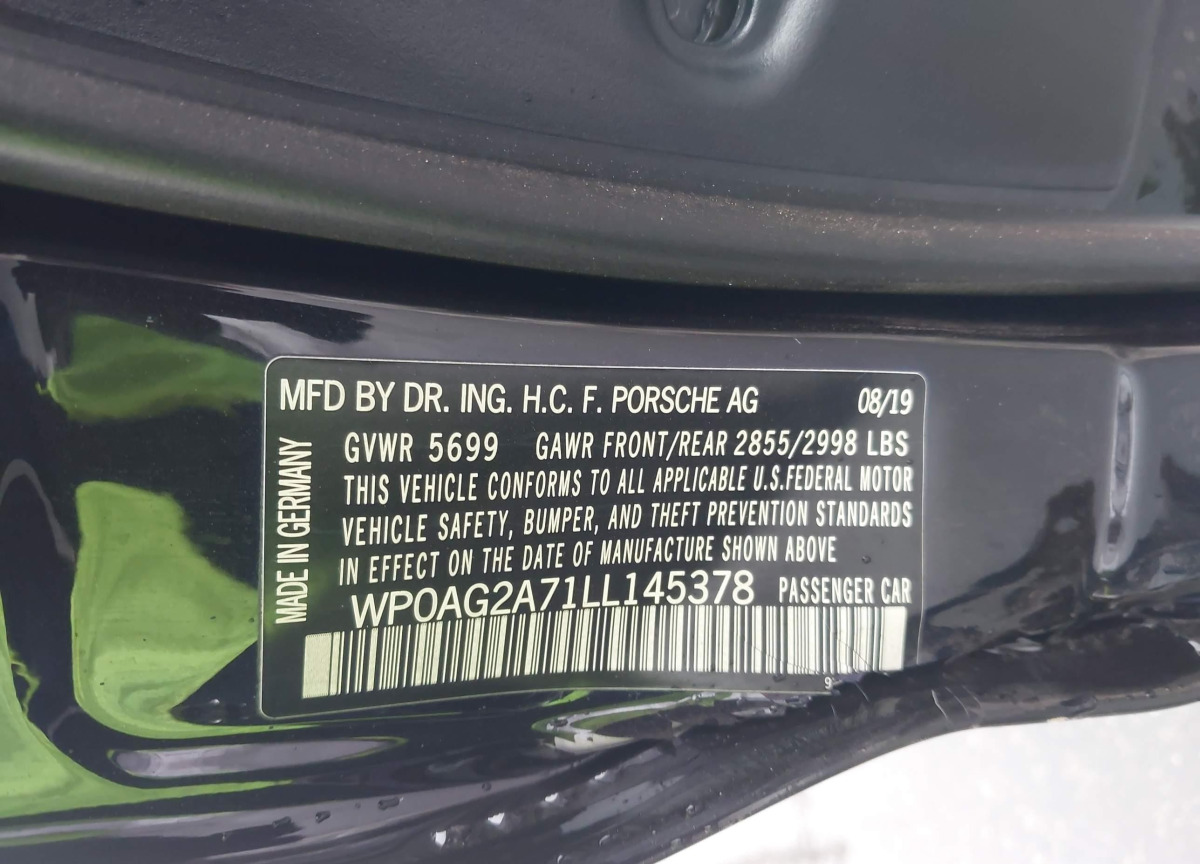 MFD BY DR. ING. H.C. F. PORSCHE AG 08/19
GVWR 5699 GAWR FRONT/REAR 2855/2998 LBS
THIS VEHICLE CONFORMS TO ALL APPLICABLE U.S.FEDERAL MOTOR
VEHICLE SAFETY, BUMPER, AND THEFT PREVENTION STANDARDS
IN EFFECT ON THE DATE OF MANUFACTURE SHOWN ABOVE
WP0AG2A71LL145378 PASSENGER CAR
MADE IN GERMANY
9